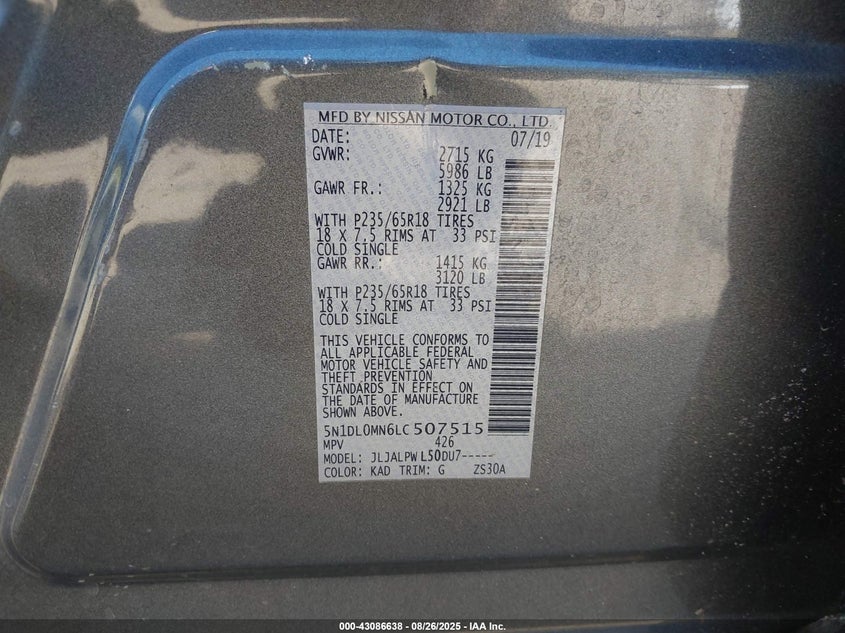 MFD BY NISSAN MOTOR CO., LTD.
DATE: 07/19
GVWR: 2715 KG
5986 LB
GAWR FR.: 1325 KG
2921 LB
WITH P235/65R18 TIRES
18 X 7.5 RIMS AT 33 PSI
COLD SINGLE
GAWR RR.: 1415 KG
3120 LB
WITH P235/65R18 TIRES
18 X 7.5 RIMS AT 33 PSI
COLD SINGLE
THIS VEHICLE CONFORMS TO
ALL APPLICABLE FEDERAL
MOTOR VEHICLE SAFETY AND
THEFT PREVENTION
STANDARDS IN EFFECT ON
THE DATE OF MANUFACTURE
SHOWN ABOVE.
5N1DL0MN6LC507515
MPV 426
MODEL: JLJALPW L50DU7-----
COLOR: KAD TRIM: G ZS30A
000-43086638 - 08/26/2025 - IAA Inc.